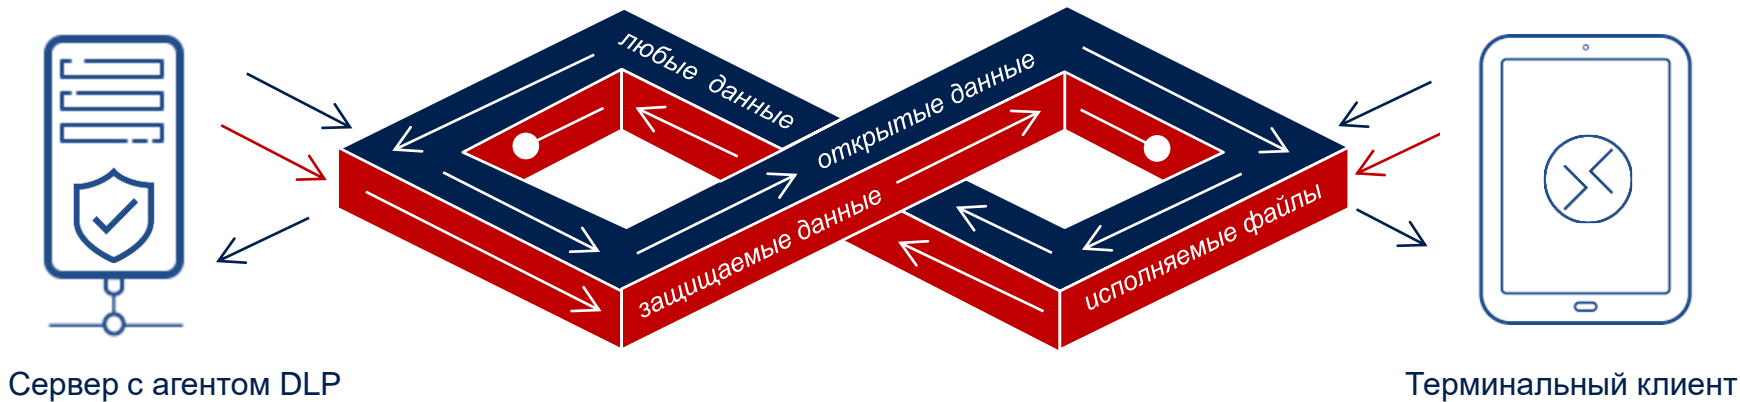 любые данные
открытые данные
защищаемые данные
исполняемые файлы
Сервер с агентом DLP
Терминальный клиент